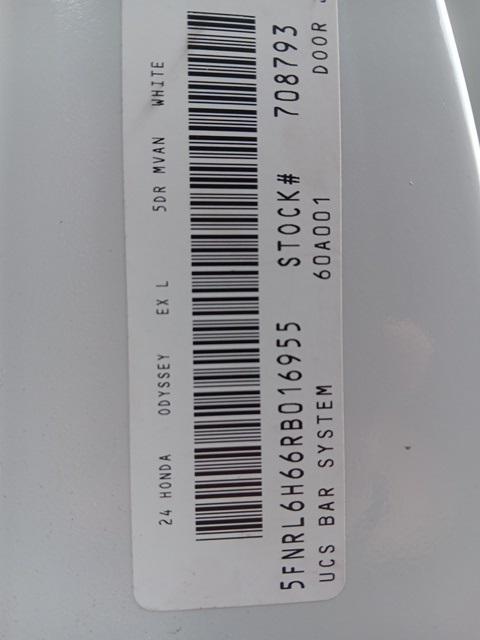 24 HONDA ODYSSEY EX L 5DR MVAN WHITE
5FNRL6H66RB016955 STOCK# 708793
UCS BAR SYSTEM 60A001 DOOR